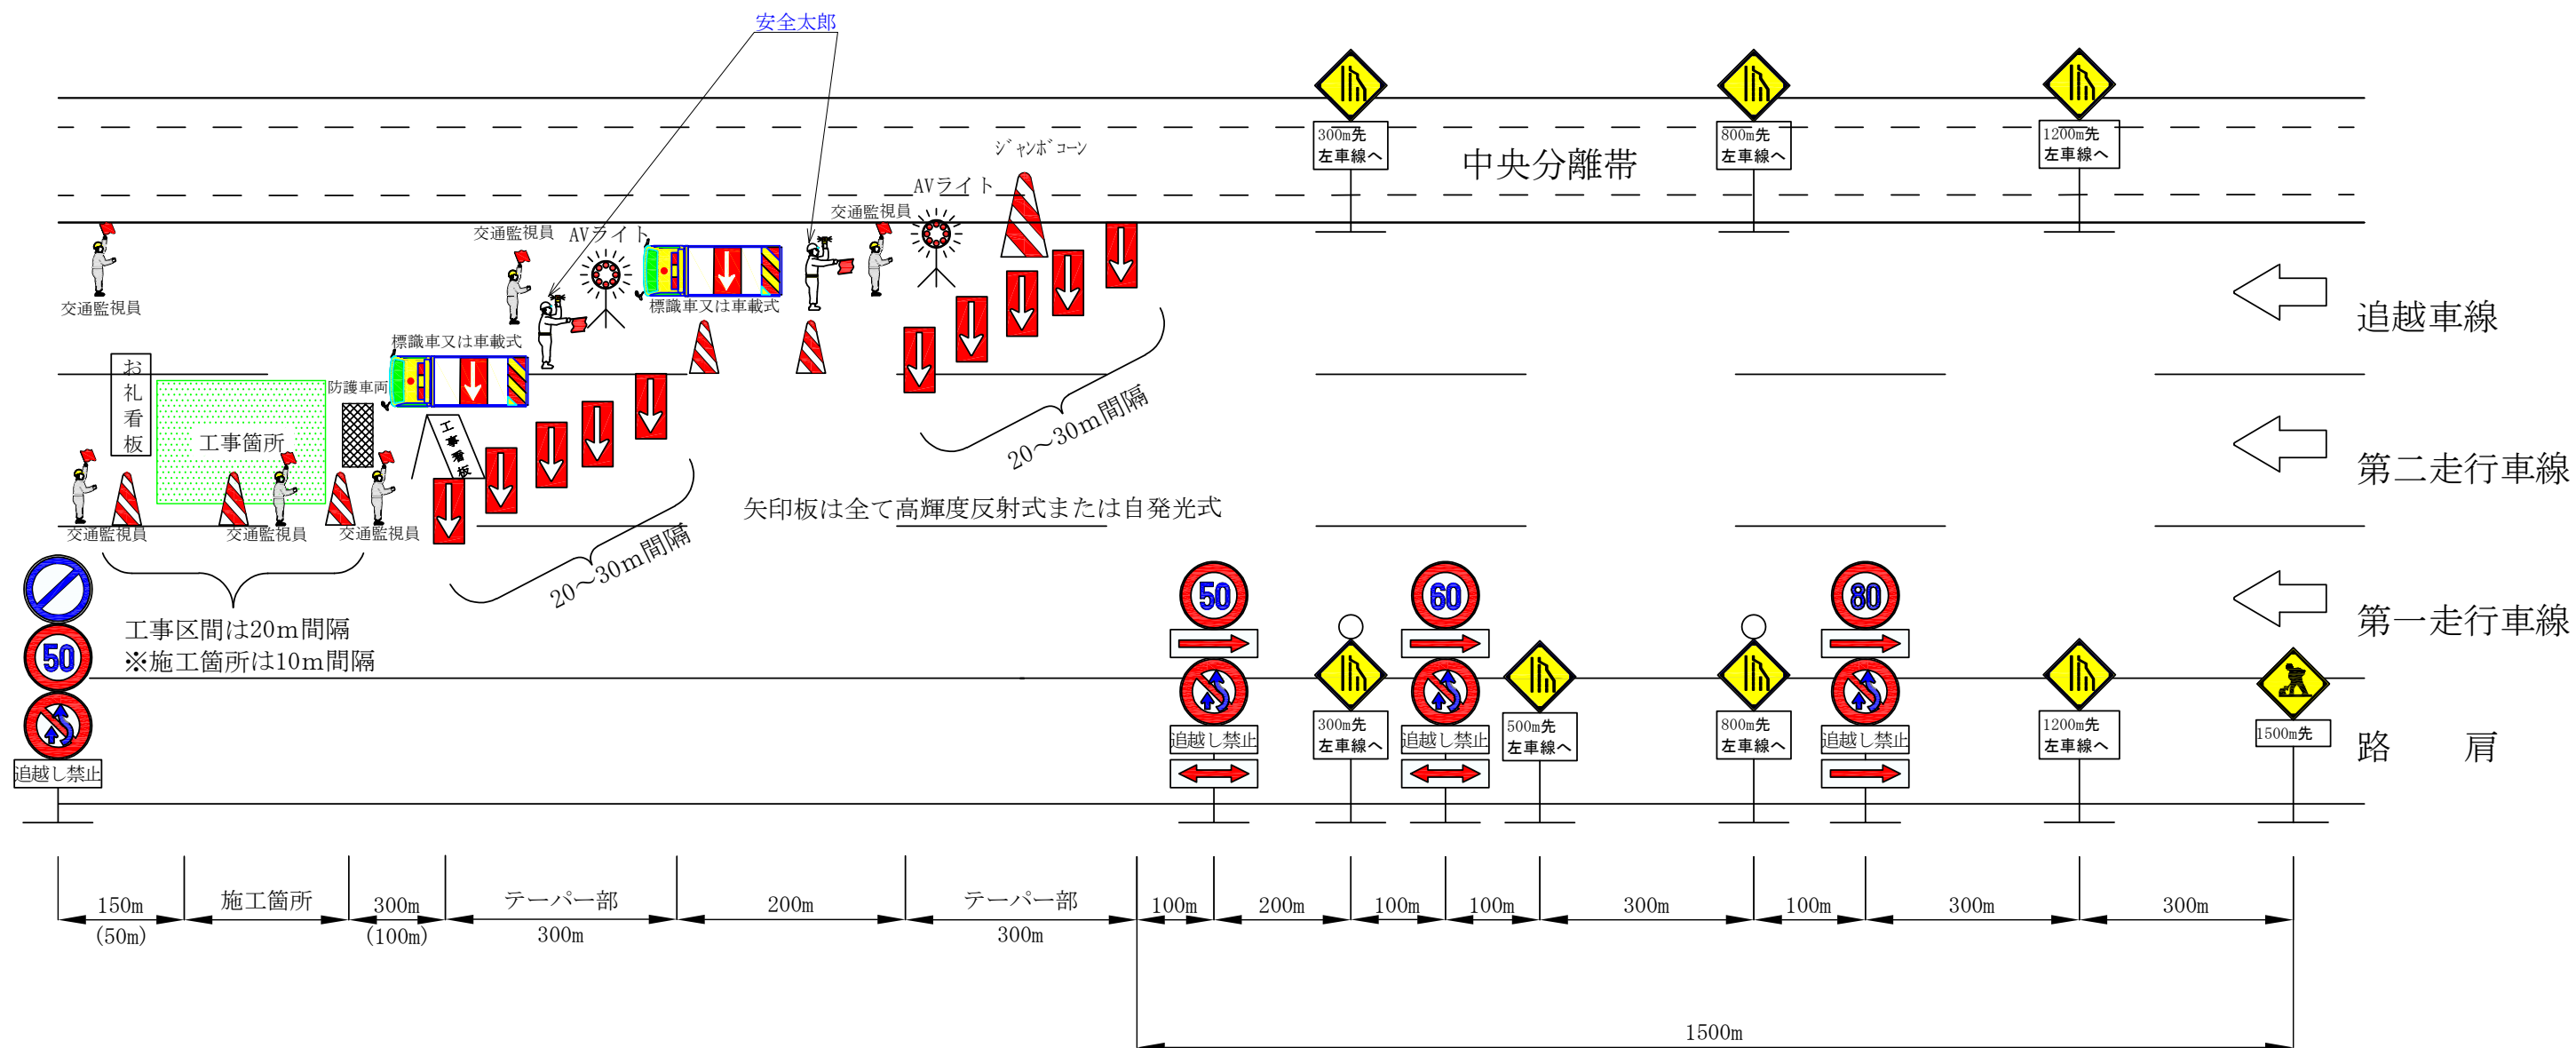 安全太郎
300m先
左車線へ
800m先
左車線へ
1200m先
左車線へ
中央分離帯
ジャンボコーン
AVライト
交通監視員
交通監視員
AVライト
交通監視員
標識車又は車載式
標識車又は車載式
追越車線
お礼看板
防護車両
工事箇所
工事看板
20～30m間隔
第二走行車線
矢印板は全て高輝度反射式または自発光式
交通監視員
交通監視員
交通監視員
20～30m間隔
50
60
80
第一走行車線
工事区間は20m間隔
※施工箇所は10m間隔
50
追越し禁止
追越し禁止
300m先
左車線へ
追越し禁止
500m先
左車線へ
800m先
左車線へ
追越し禁止
1200m先
左車線へ
1500m先
路 肩
150m
(50m)
施工箇所
300m
(100m)
テーパー部
300m
200m
テーパー部
300m
100m
200m
100m
100m
300m
100m
300m
300m
1500m